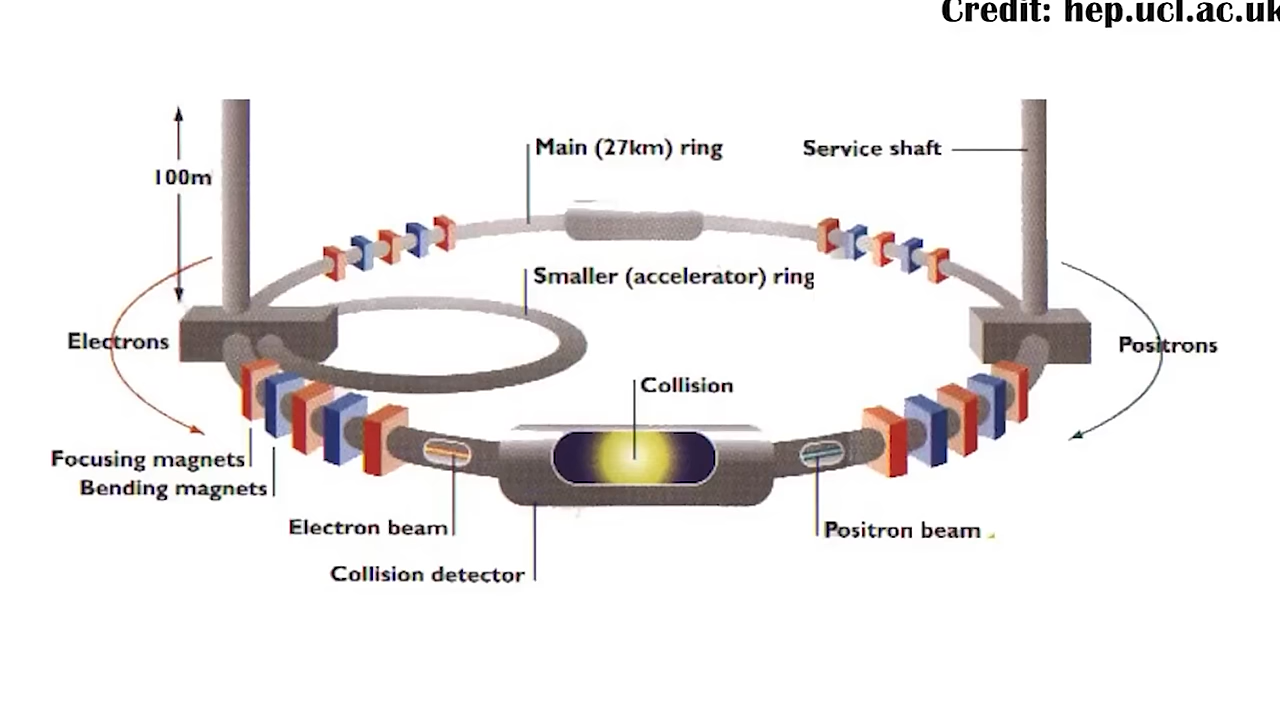 Credit: hep.ucl.ac.uk
Main (27km) ring
Service shaft
100m
Smaller (accelerator) ring
Electrons
Positrons
Collision
Focusing magnets
Bending magnets
Electron beam
Positron beam
Collision detector